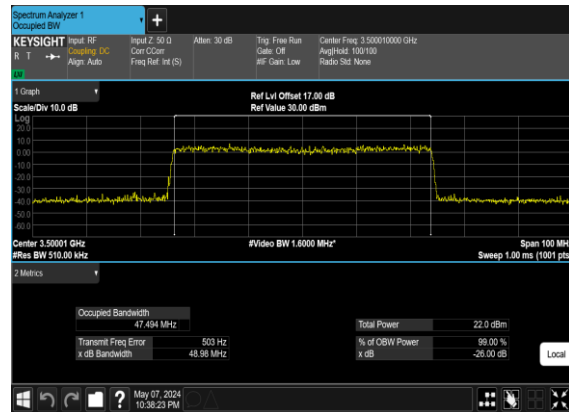 Spectrum Analyzer 1
Occupied BW
+
KEYSIGHT
R T
LXI
Input: RF
Coupling: DC
Align: Auto
Input Z: 50 Ω
Corr CCorr
Freq Ref: Int (S)
Atten: 30 dB
Trig: Free Run
Gate: Off
#IF Gain: Low
Center Freq: 3.500010000 GHz
Avg|Hold: 100/100
Radio Std: None
1 Graph
Scale/Div 10.0 dB
Ref Lvl Offset 17.00 dB
Ref Value 30.00 dBm
Log
20.0
10.0
0.00
-10.0
-20.0
-30.0
-40.0
-50.0
-60.0
Center 3.50001 GHz
#Res BW 510.00 kHz
#Video BW 1.6000 MHz*
Span 100 MH
Sweep 1.00 ms (1001 pts
2 Metrics
Occupied Bandwidth
47.494 MHz
Transmit Freq Error 503 Hz
x dB Bandwidth 48.98 MHz
Total Power 22.0 dBm
% of OBW Power 99.00 %
x dB -26.00 dB
Local
?
May 07, 2024
10:38:23 PM